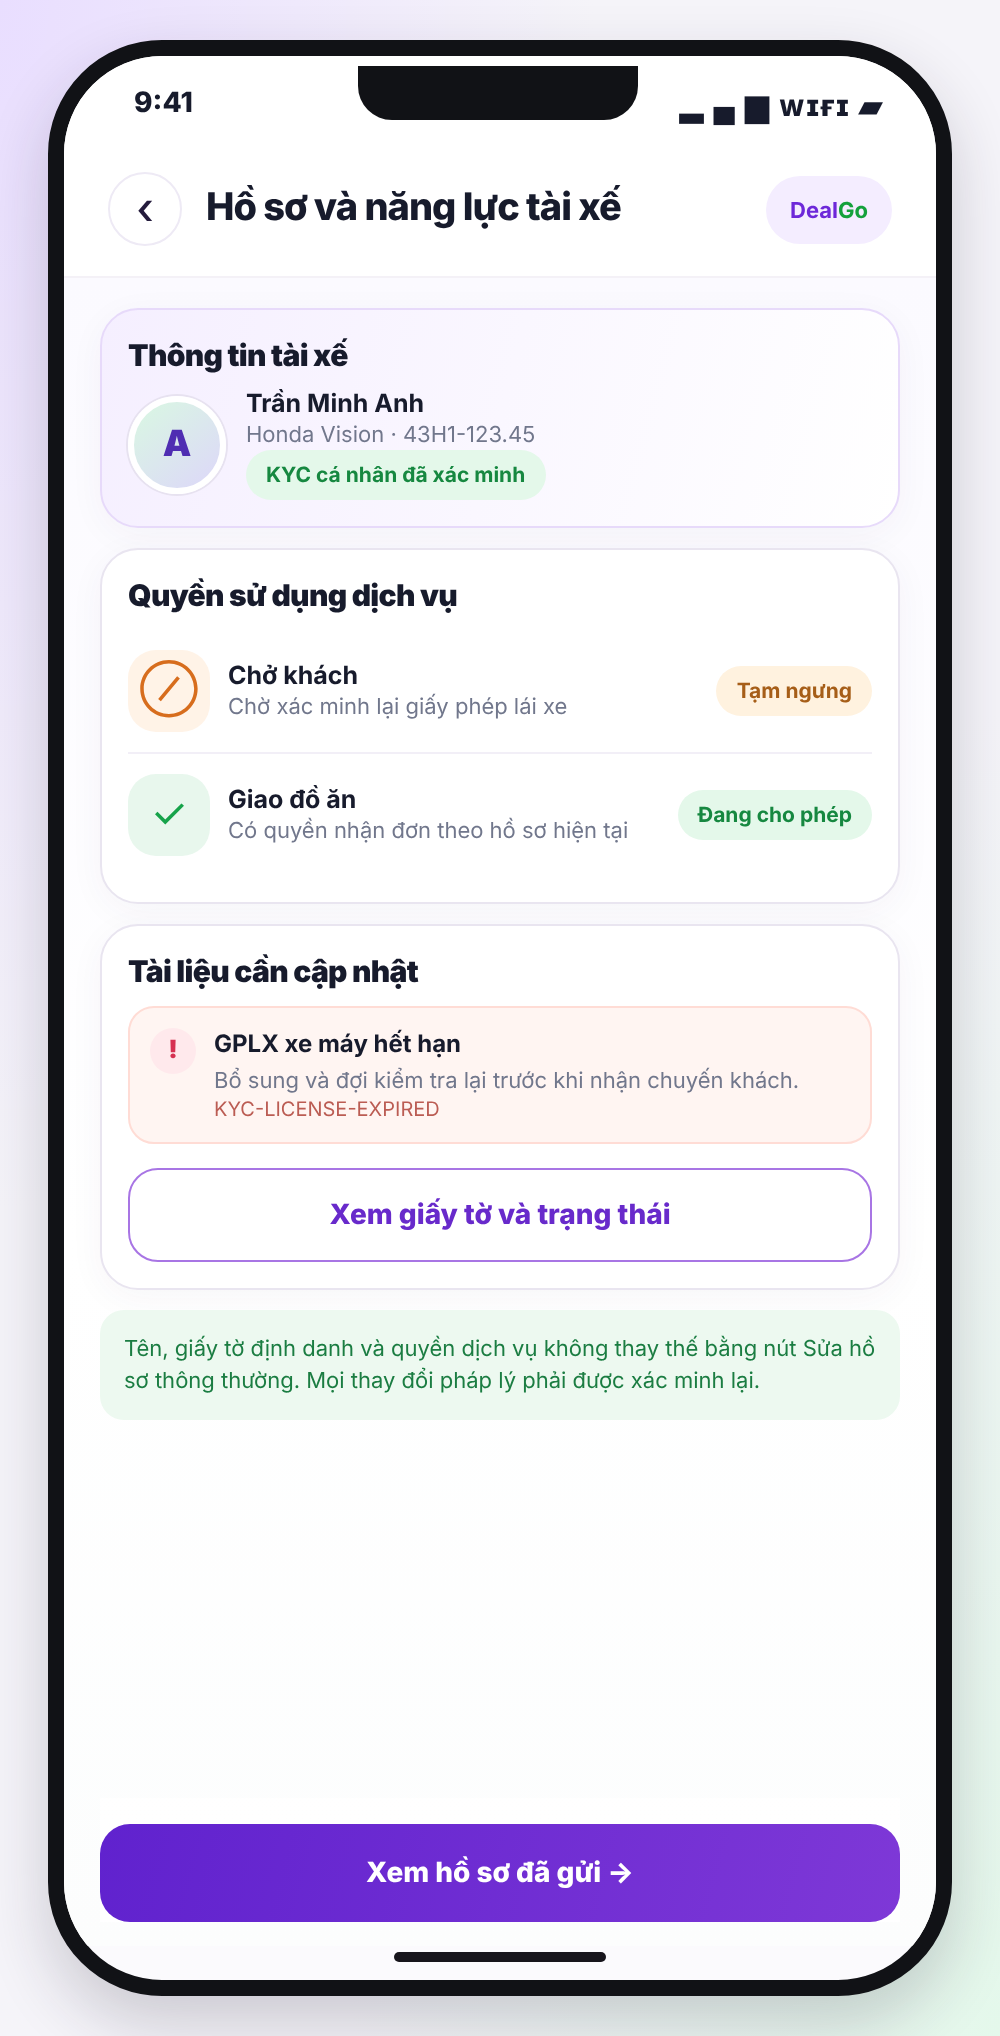 9:41
WIFI
Hồ sơ và năng lực tài xế
DealGo
Thông tin tài xế
A
Trần Minh Anh
Honda Vision · 43H1-123.45
KYC cá nhân đã xác minh
Quyền sử dụng dịch vụ
Chở khách
Chờ xác minh lại giấy phép lái xe
Tạm ngưng
Giao đồ ăn
Có quyền nhận đơn theo hồ sơ hiện tại
Đang cho phép
Tài liệu cần cập nhật
!
GPLX xe máy hết hạn
Bổ sung và đợi kiểm tra lại trước khi nhận chuyến khách.
KYC-LICENSE-EXPIRED
Xem giấy tờ và trạng thái
Tên, giấy tờ định danh và quyền dịch vụ không thay thế bằng nút Sửa hồ
sơ thông thường. Mọi thay đổi pháp lý phải được xác minh lại.
Xem hồ sơ đã gửi →